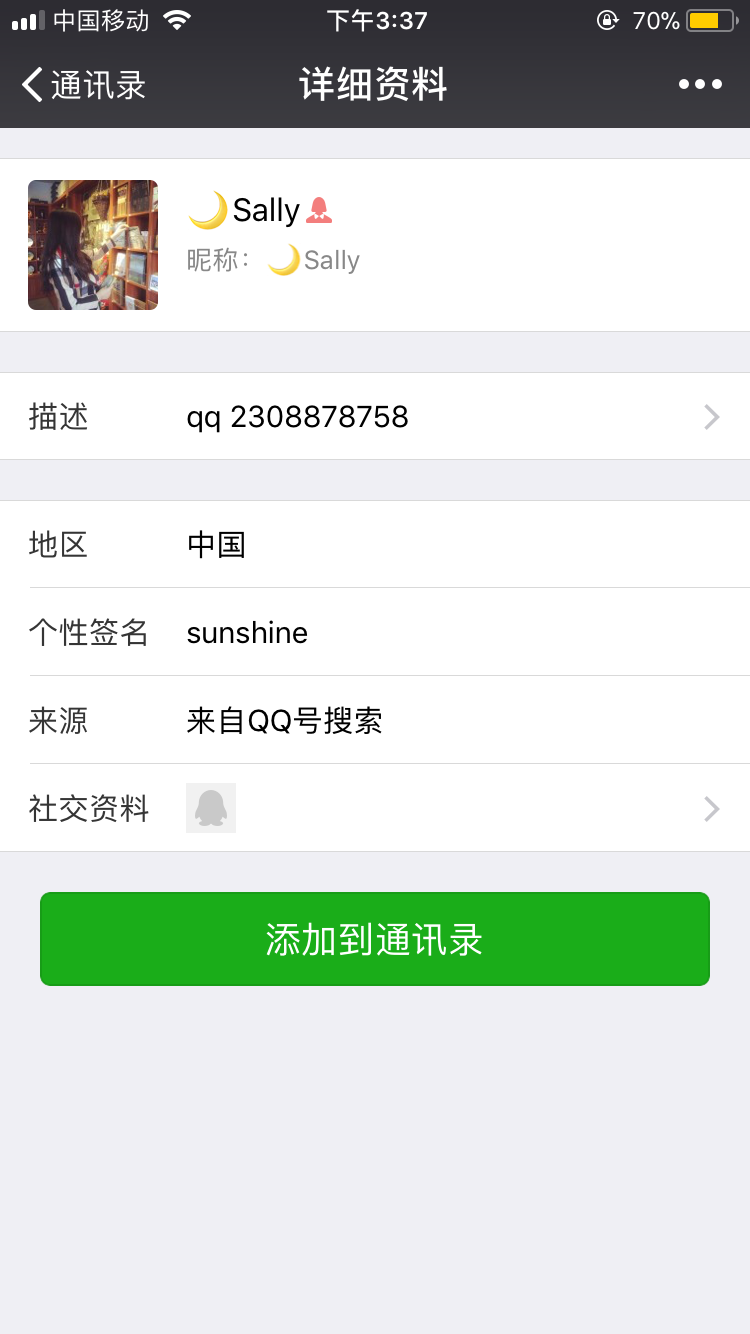 中国移动 下午3:37 70%
通讯录 详细资料
🌙Sally
昵称：🌙Sally
描述 qq 2308878758
地区 中国
个性签名 sunshine
来源 来自QQ号搜索
社交资料
添加到通讯录